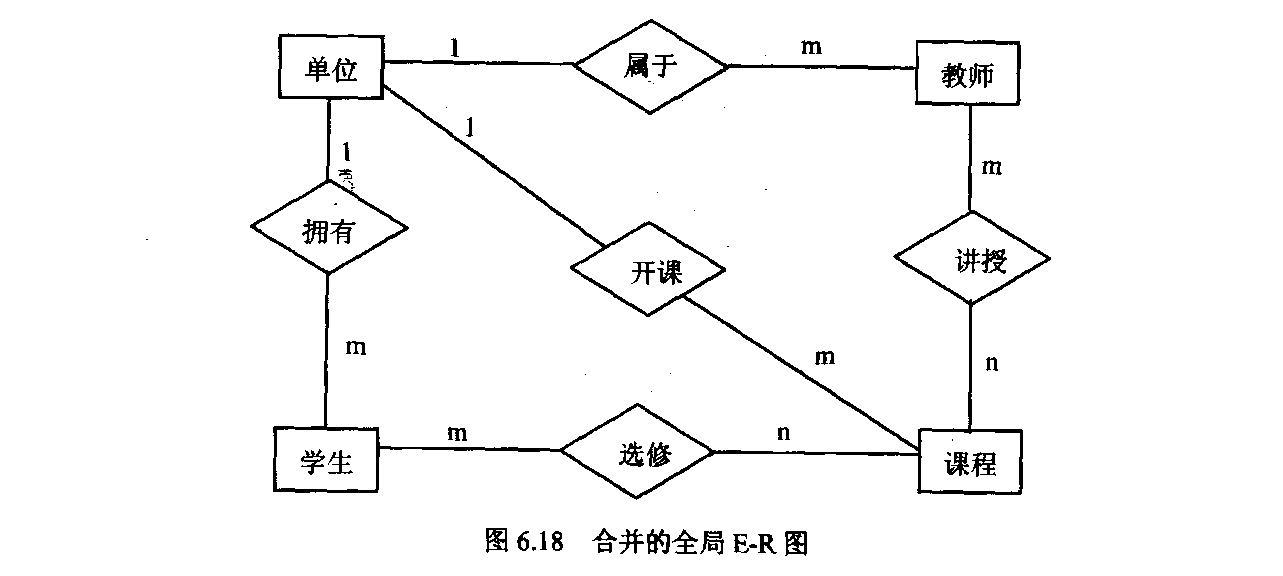 单位 1 属于 m 教师
1 1 m
拥有 开课 讲授
m m n
学生 m 选修 n 课程
图 6.18 合并的全局 E-R 图